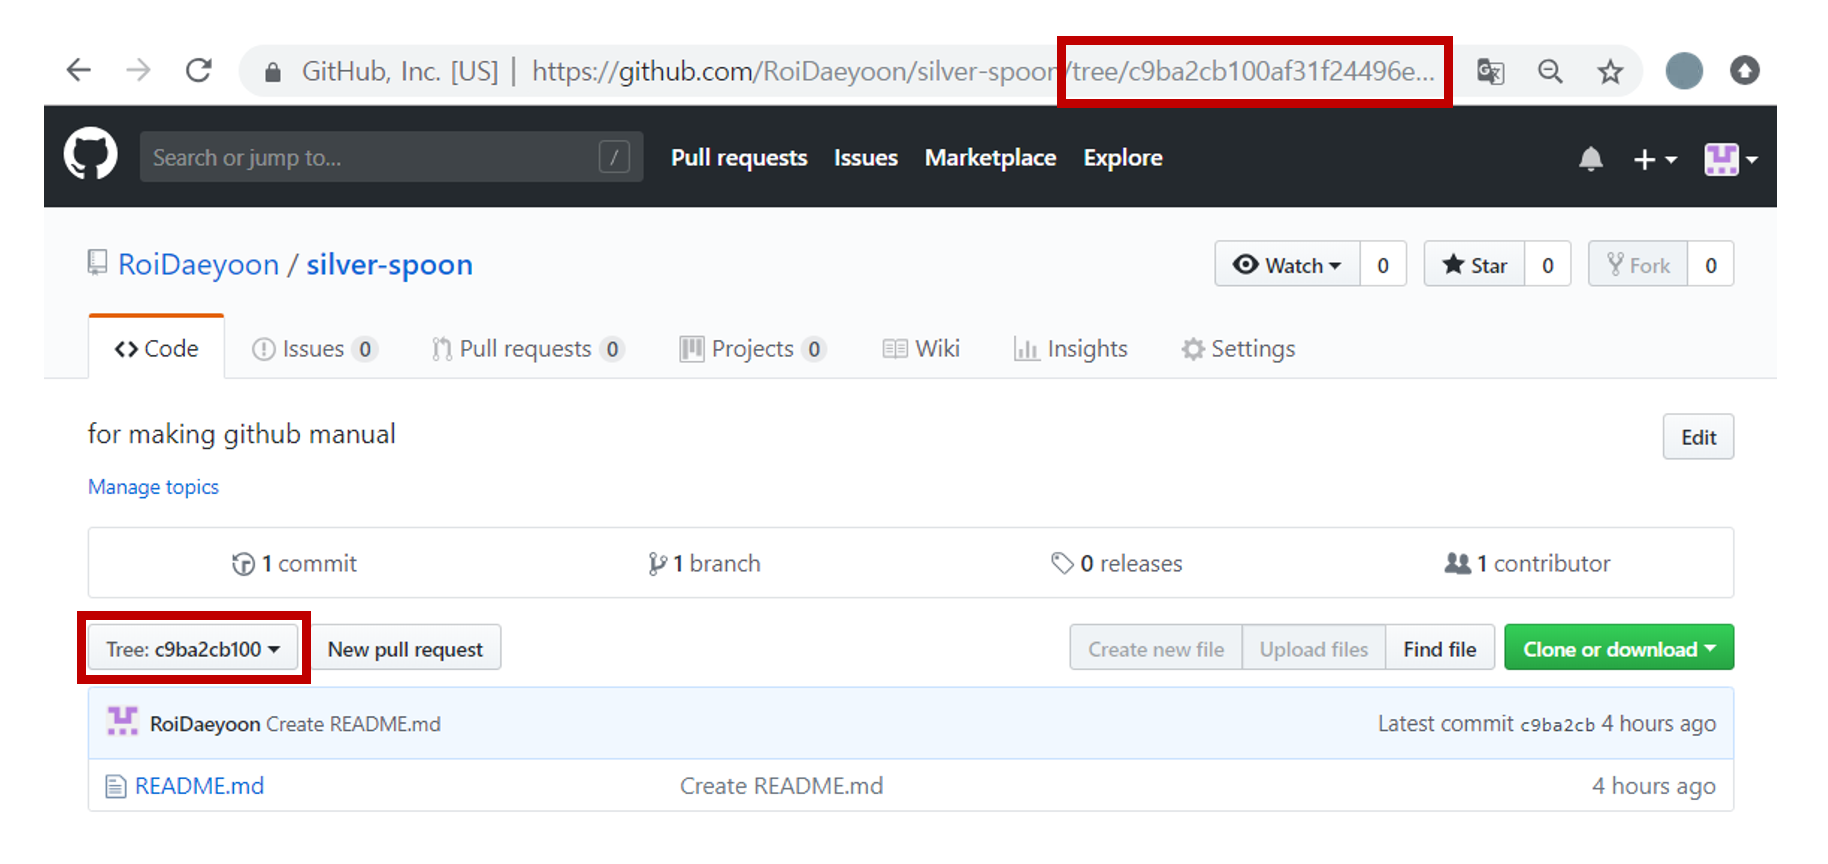 GitHub, Inc. [US] | https://github.com/RoiDaeyoon/silver-spoon/tree/c9ba2cb100af31f24496e...
Search or jump to... / Pull requests Issues Marketplace Explore
RoiDaeyoon / silver-spoon Watch 0 Star 0 Fork 0
Code Issues 0 Pull requests 0 Projects 0 Wiki Insights Settings
for making github manual Edit
Manage topics
1 commit 1 branch 0 releases 1 contributor
Tree: c9ba2cb100 New pull request Create new file Upload files Find file Clone or download
RoiDaeyoon Create README.md Latest commit c9ba2cb 4 hours ago
README.md Create README.md 4 hours ago